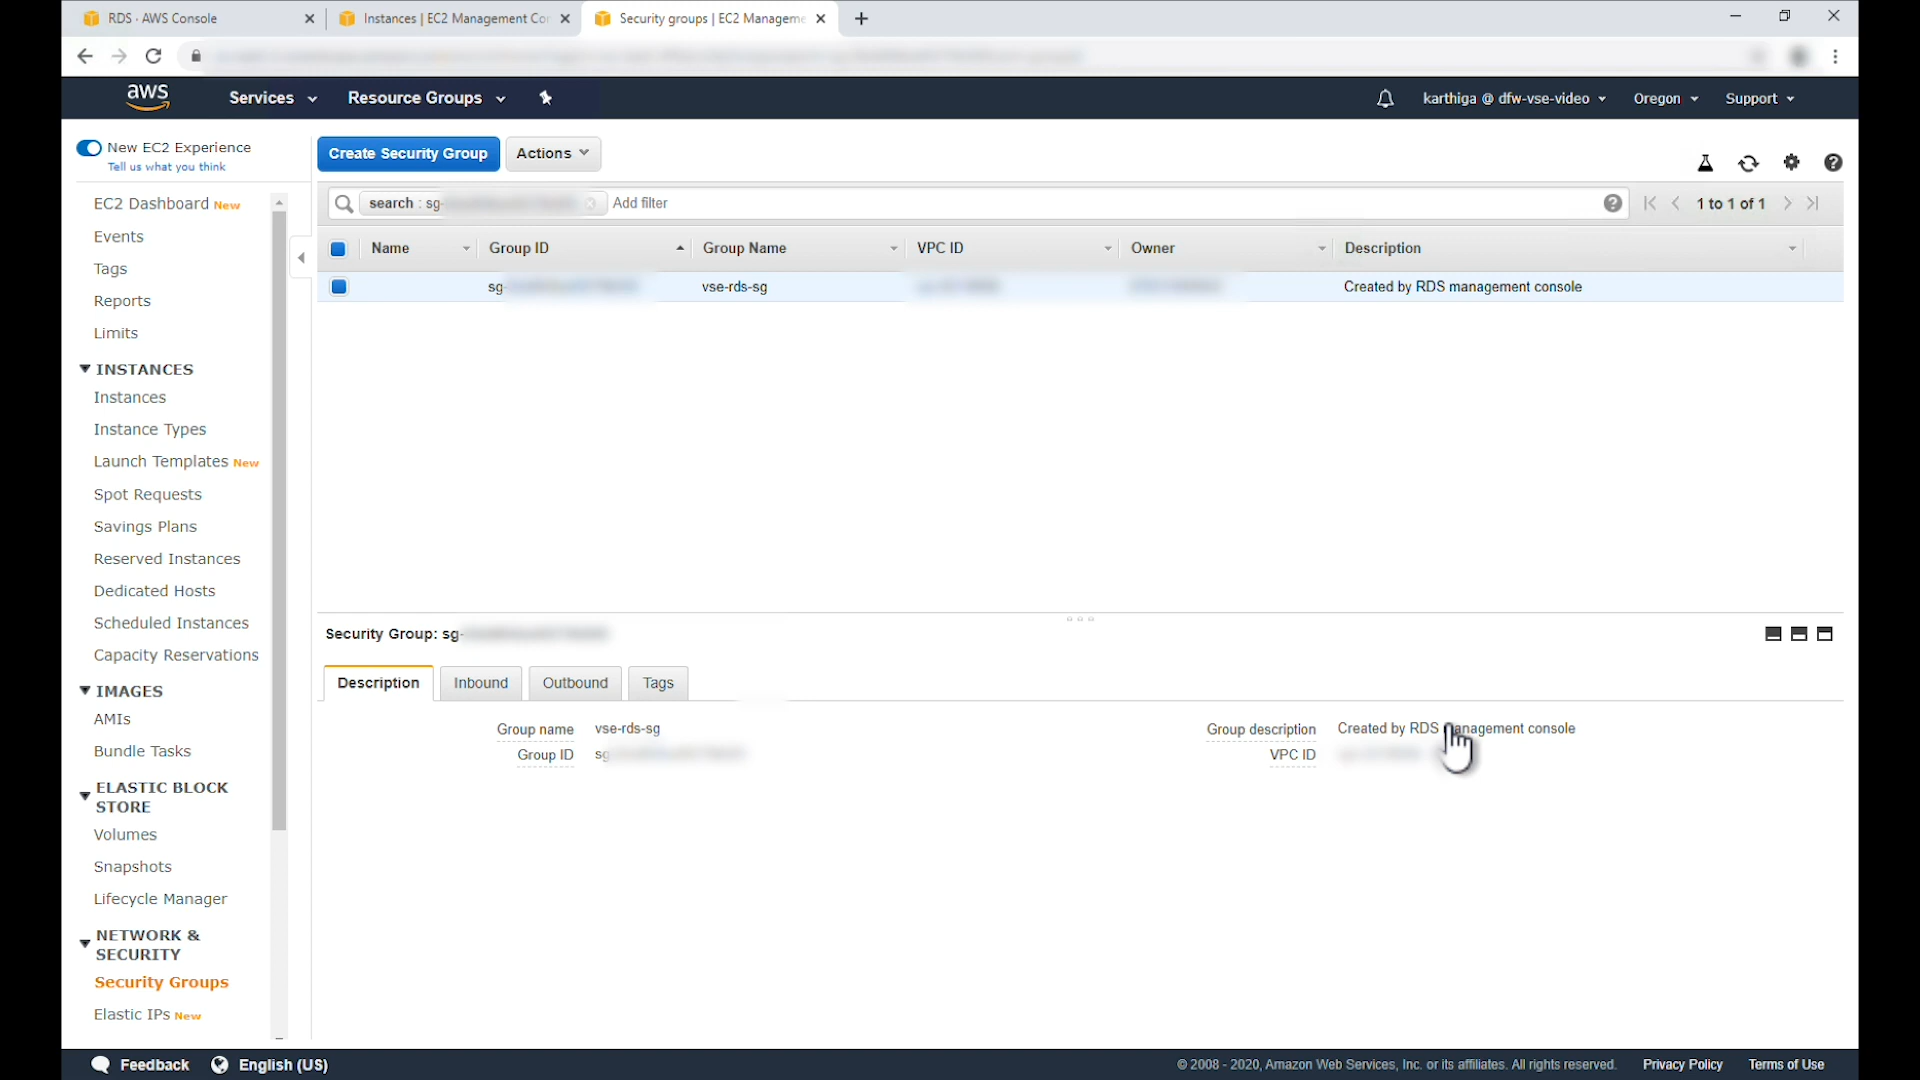 RDS · AWS Console
Instances | EC2 Management Con
Security groups | EC2 Manageme
aws
Services
Resource Groups
karthiga @ dfw-vse-video
Oregon
Support
New EC2 Experience
Tell us what you think
Create Security Group
Actions
EC2 Dashboard New
Events
Tags
Reports
Limits
INSTANCES
Instances
Instance Types
Launch Templates New
Spot Requests
Savings Plans
Reserved Instances
Dedicated Hosts
Scheduled Instances
Capacity Reservations
IMAGES
AMIs
Bundle Tasks
ELASTIC BLOCK
STORE
Volumes
Snapshots
Lifecycle Manager
NETWORK &
SECURITY
Security Groups
Elastic IPs New
search : sg-
Add filter
1 to 1 of 1
Name
Group ID
Group Name
VPC ID
Owner
Description
sg-
vse-rds-sg
Created by RDS management console
Security Group: sg-
Description
Inbound
Outbound
Tags
Group name
vse-rds-sg
Group description
Created by RDS management console
Group ID
sg
VPC ID
Feedback
English (US)
© 2008 - 2020, Amazon Web Services, Inc. or its affiliates. All rights reserved.
Privacy Policy
Terms of Use